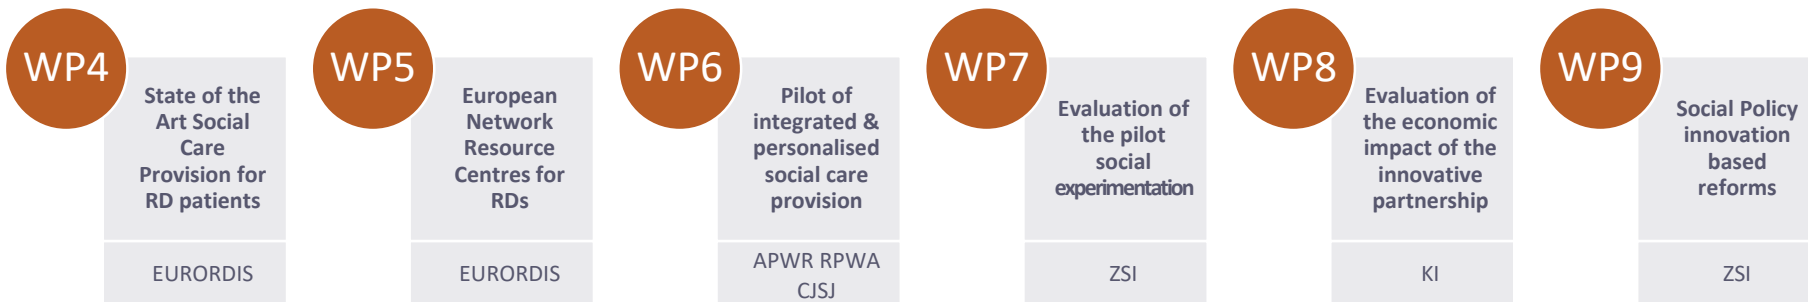 WP4
State of the
Art Social
Care
Provision for
RD patients
EURORDIS
WP5
European
Network
Resource
Centres for
RDs
EURORDIS
WP6
Pilot of
integrated &
personalised
social care
provision
APWR RPWA
CJSJ
WP7
Evaluation of
the pilot
social
experimentation
ZSI
WP8
Evaluation of
the economic
impact of the
innovative
partnership
KI
WP9
Social Policy
innovation
based
reforms
ZSI